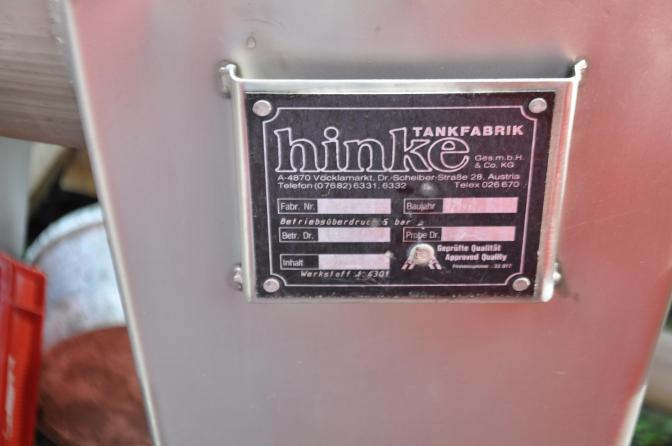 hinke
TANKFABRIK
Ges.m.b.H.
& Co. KG
A-4870 Vöcklamarkt, Dr.-Scheiber-Straße 28, Austria
Telefon (07682) 6331, 6332 Telex 026 670
Fabr. Nr. Baujahr
Betriebsüberdruck 5 bar
Betr. Dr. Probe Dr.
Geprüfte Qualität
Approved Quality
Inhalt
Werkstoff 1.4301